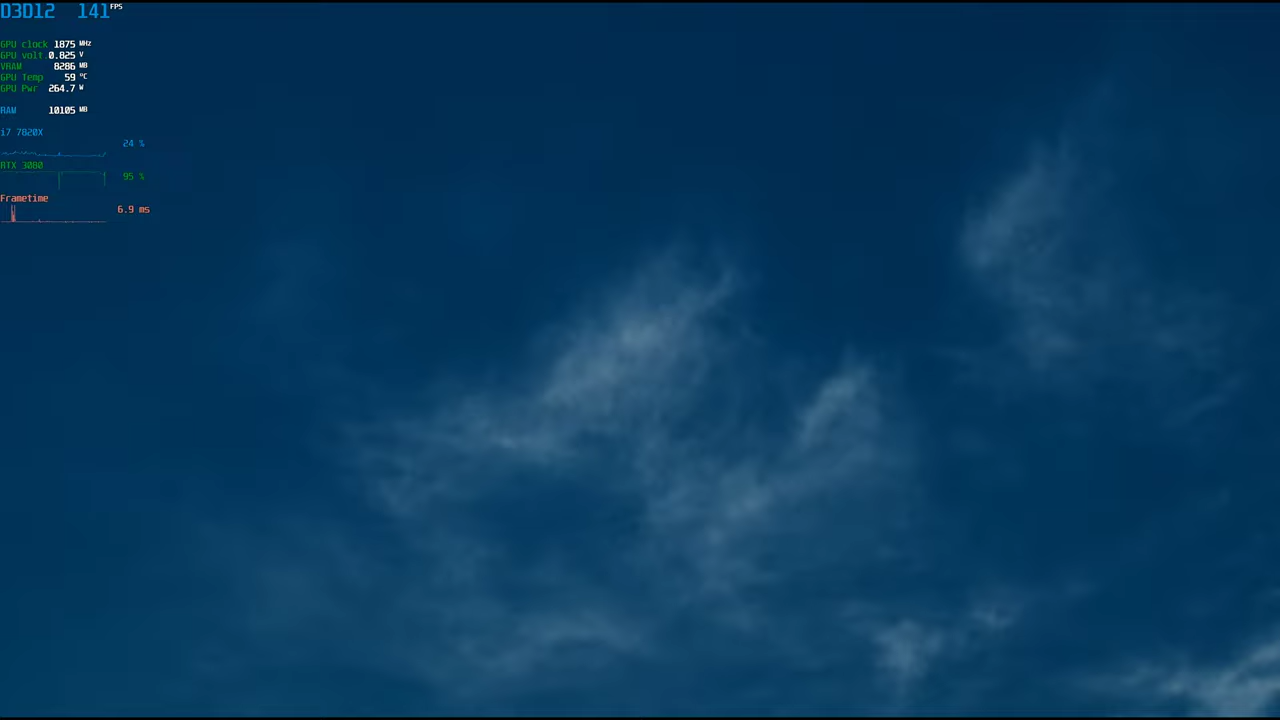 D3D12 141 FPS
GPU clock 1875 MHz
GPU volt. 0.825 V
VRAM 8286 MB
GPU Temp 59 °C
GPU Pwr 264.7 W
RAM 10105 MB
i7 7820X
24 %
RTX 3080
95 %
Frametime
6.9 ms